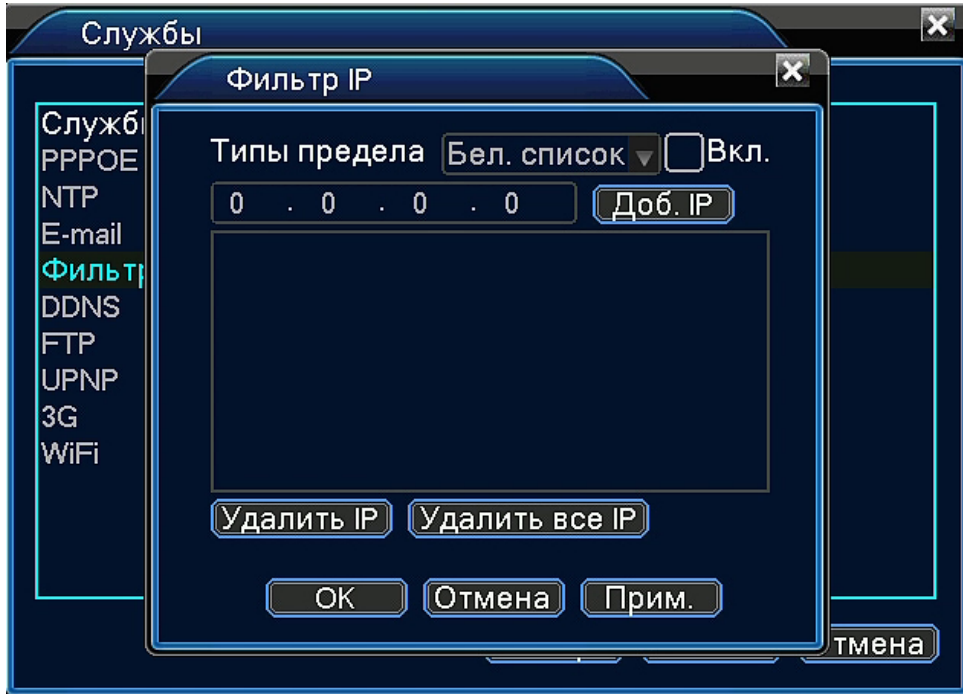 Службы
Фильтр IP
Типы предела Бел. список Вкл.
0 . 0 . 0 . 0 Доб. IP
PPPOE
NTP
E-mail
DDNS
FTP
UPNP
3G
WiFi
Удалить IP Удалить все IP
OK Отмена Прим.